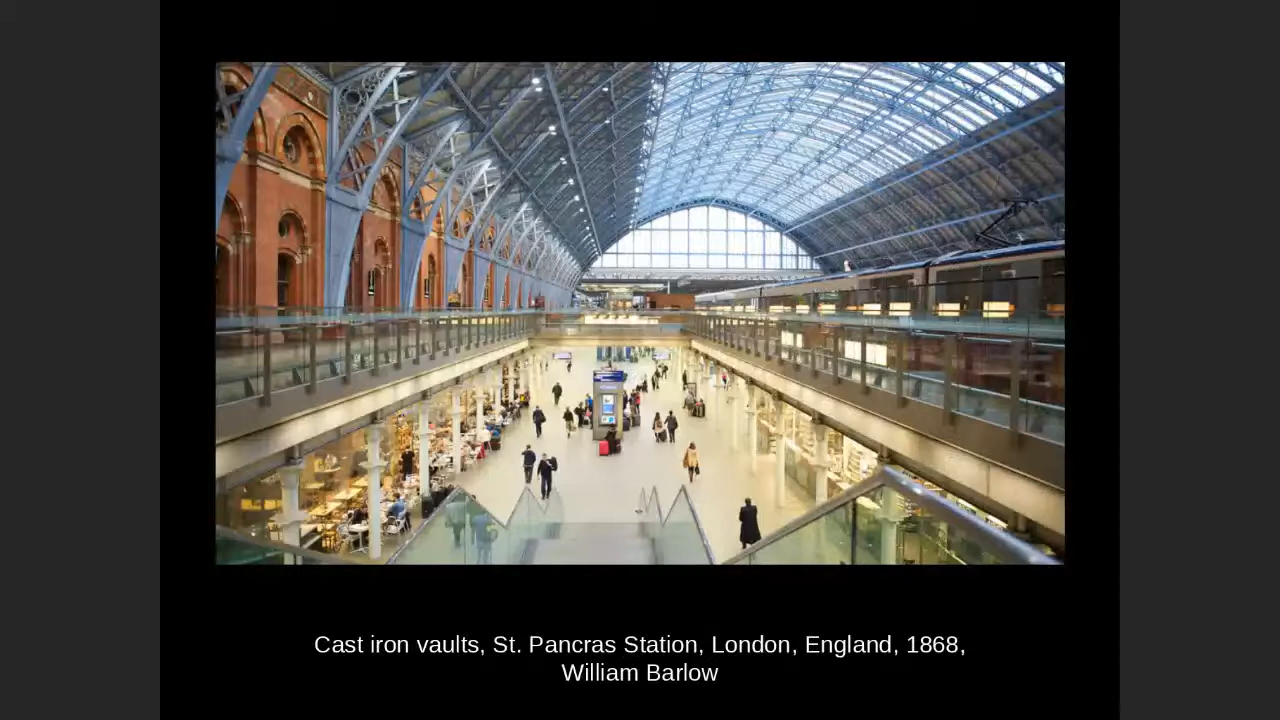 Cast iron vaults, St. Pancras Station, London, England, 1868,
William Barlow